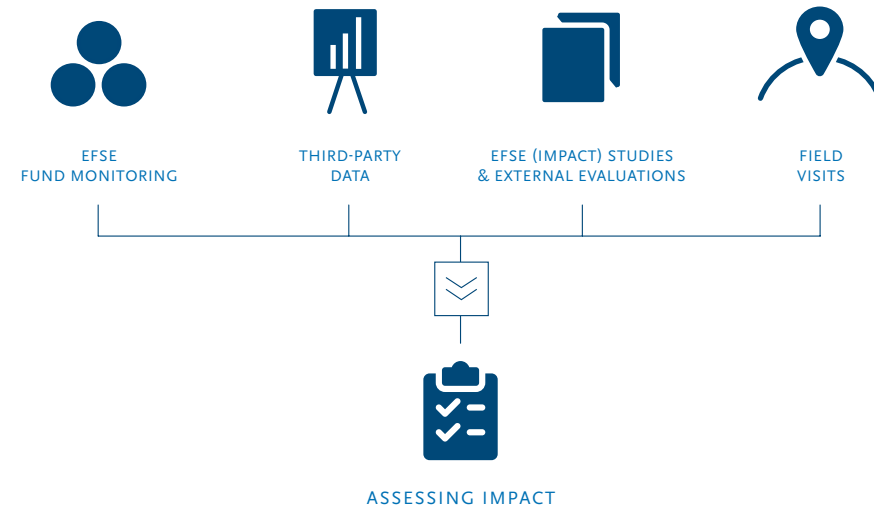 EFSE
FUND MONITORING
THIRD-PARTY
DATA
EFSE (IMPACT) STUDIES
& EXTERNAL EVALUATIONS
FIELD
VISITS
ASSESSING IMPACT